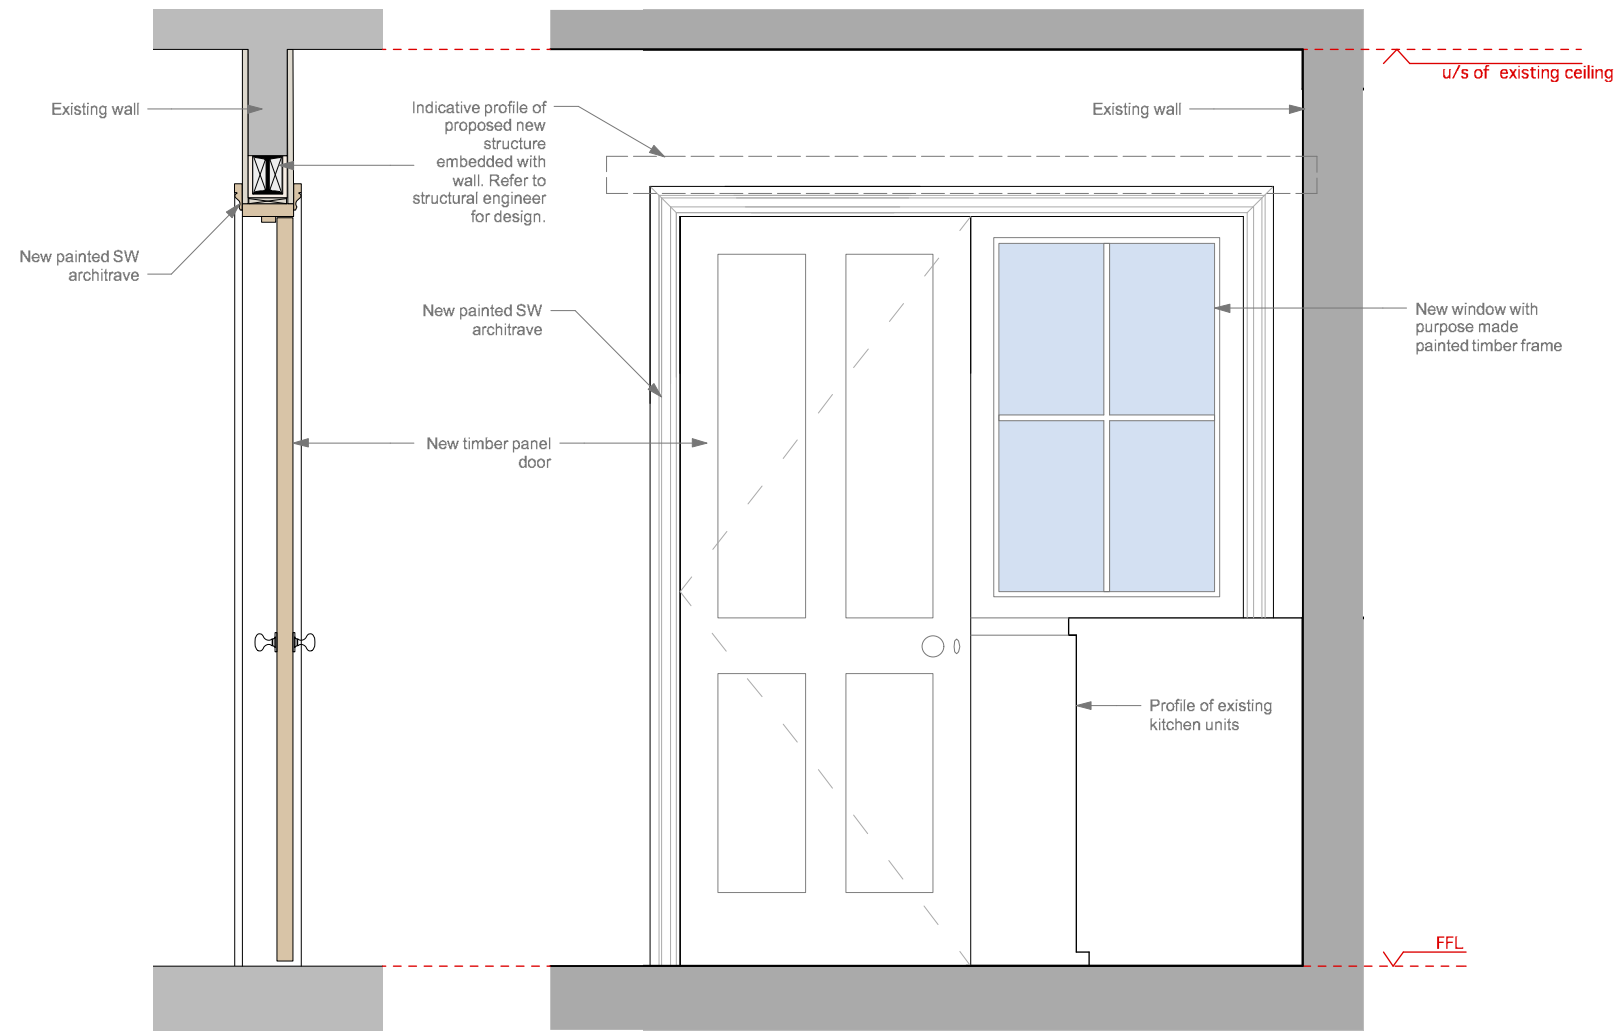 u/s of existing ceiling
Existing wall
Indicative profile of
proposed new
structure
embedded with
wall. Refer to
structural engineer
for design.
Existing wall
New painted SW
architrave
New painted SW
architrave
New window with
purpose made
painted timber frame
New timber panel
door
Profile of existing
kitchen units
FFL